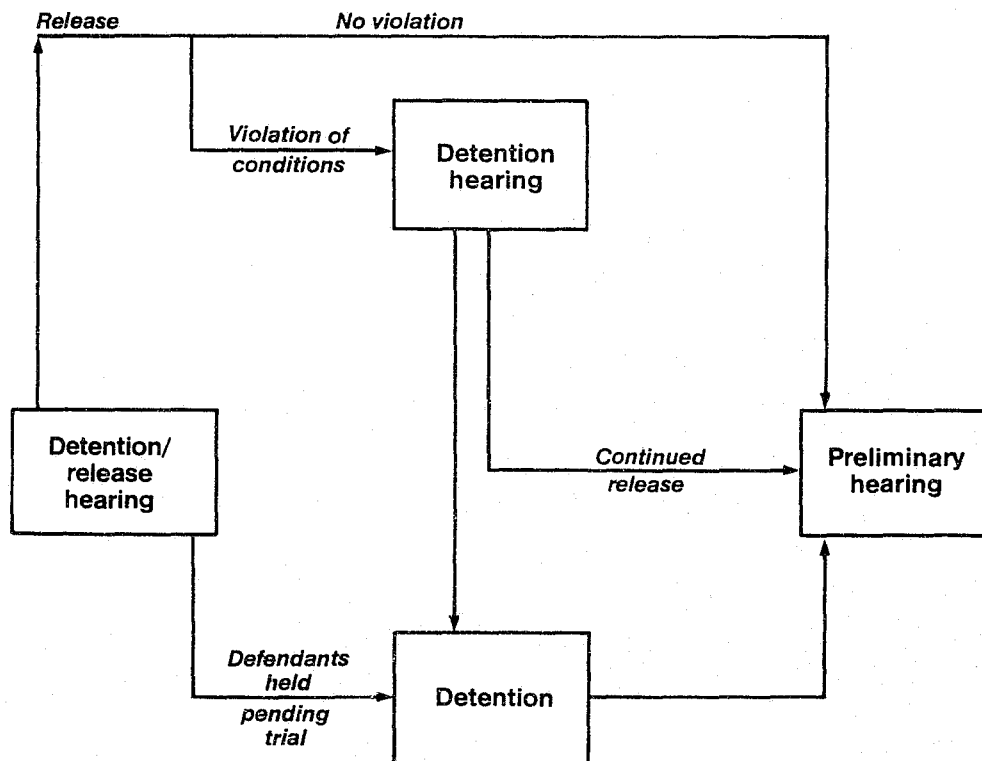 Release
No violation
Violation of
conditions
Detention
hearing
Detention/
release
hearing
Continued
release
Preliminary
hearing
Defendants
held
pending
trial
Detention